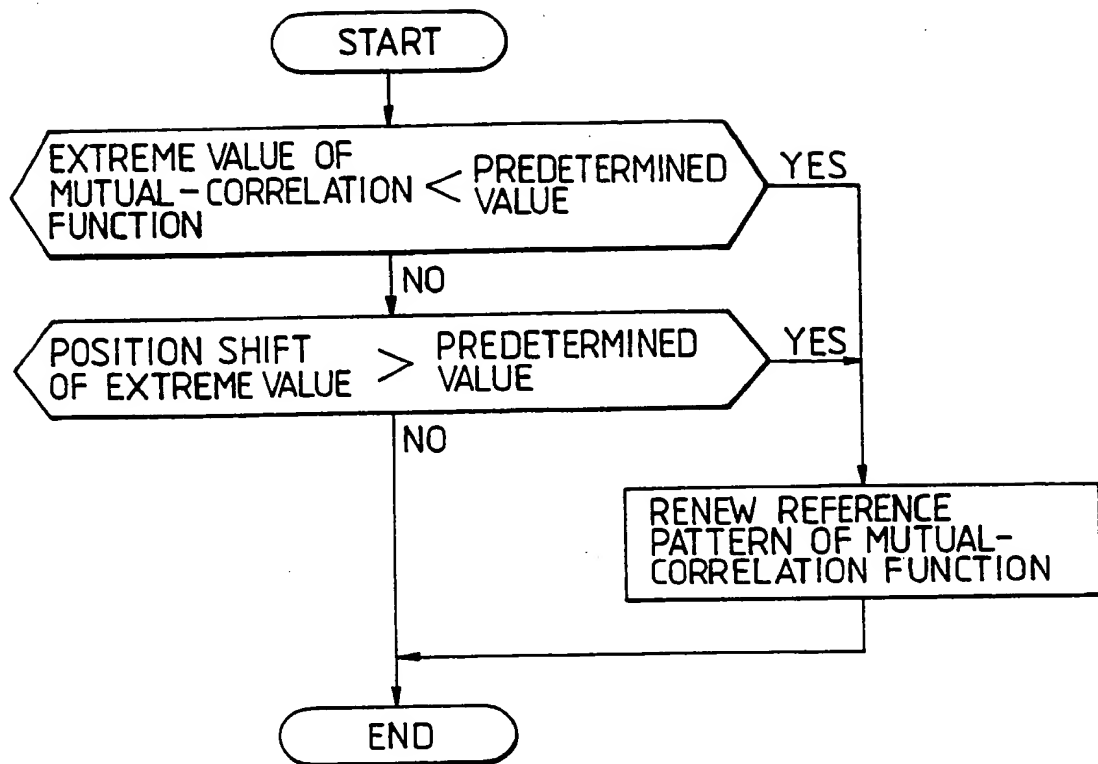 START
EXTREME VALUE OF
MUTUAL-CORRELATION
FUNCTION
<
PREDETERMINED
VALUE
YES
NO
POSITION SHIFT
OF EXTREME VALUE
>
PREDETERMINED
VALUE
YES
NO
RENEW REFERENCE
PATTERN OF MUTUAL-
CORRELATION FUNCTION
END